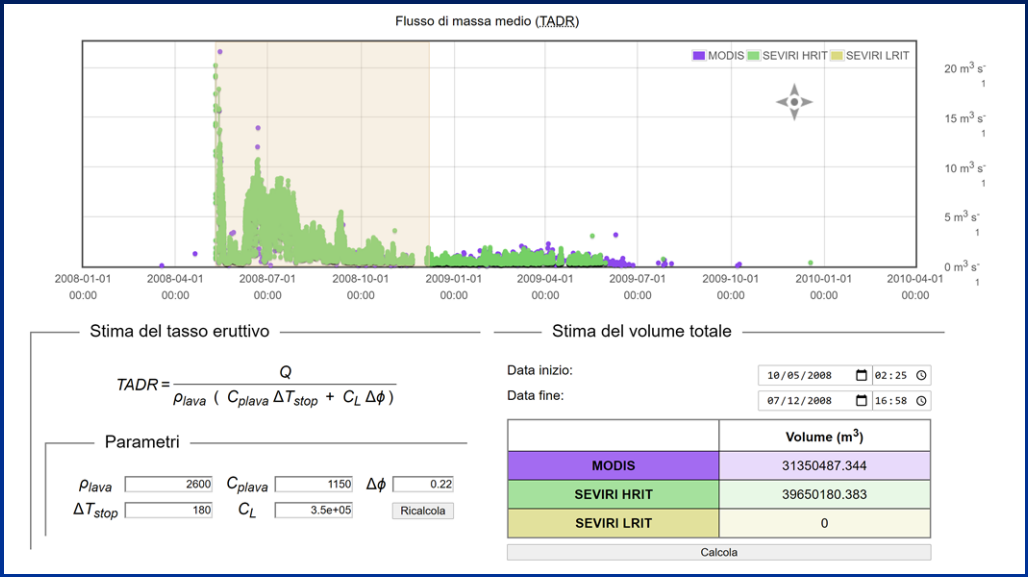 Flusso di massa medio (TADR)
MODIS SEVIRI HRIT SEVIRI LRIT
20 m³ s⁻¹
15 m³ s⁻¹
10 m³ s⁻¹
5 m³ s⁻¹
0 m³ s⁻¹
2008-01-01 2008-04-01 2008-07-01 2008-10-01 2009-01-01 2009-04-01 2009-07-01 2009-10-01 2010-01-01 2010-04-01
00:00 00:00 00:00 00:00 00:00 00:00 00:00 00:00 00:00 00:00
Stima del tasso eruttivo
TADR = Q / ρlava ( Cplava ΔTstop + CL Δϕ )
Parametri
ρlava 2600 Cplava 1150 Δϕ 0.22
ΔTstop 180 CL 3.5e+05 Ricalcola
Stima del volume totale
Data inizio: 10/05/2008 02:25
Data fine: 07/12/2008 16:58
Volume (m³)
MODIS 31350487.344
SEVIRI HRIT 39650180.383
SEVIRI LRIT 0
Calcola